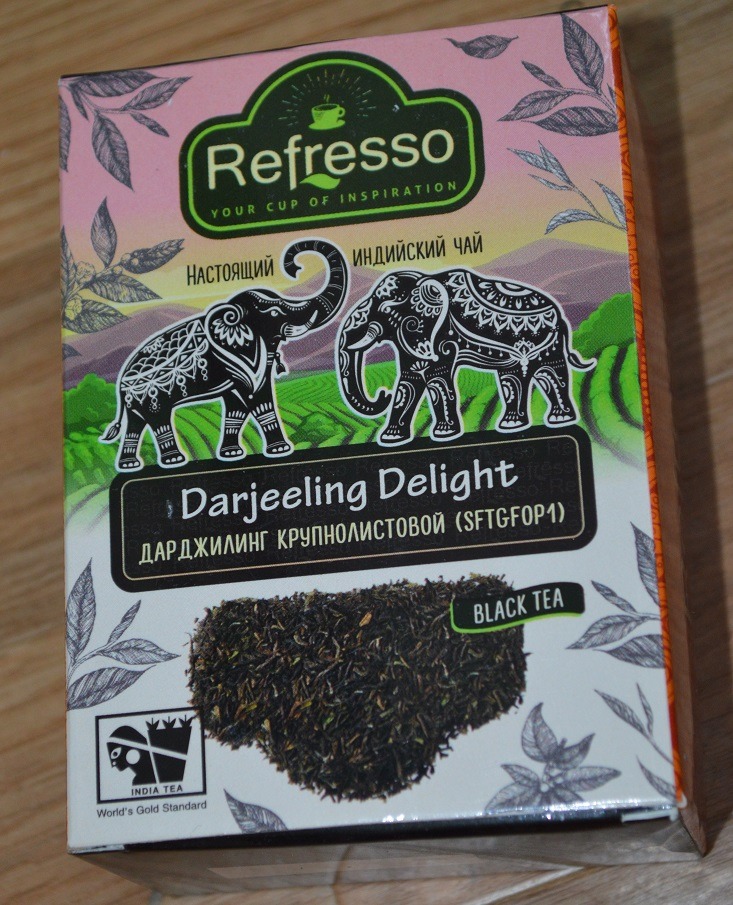 Refresso
YOUR CUP OF INSPIRATION
НАСТОЯЩИЙ ИНДИЙСКИЙ ЧАЙ
Darjeeling Delight
ДАРДЖИЛИНГ КРУПНОЛИСТОВОЙ (SFTGFOP1)
BLACK TEA
INDIA TEA
World's Gold Standard